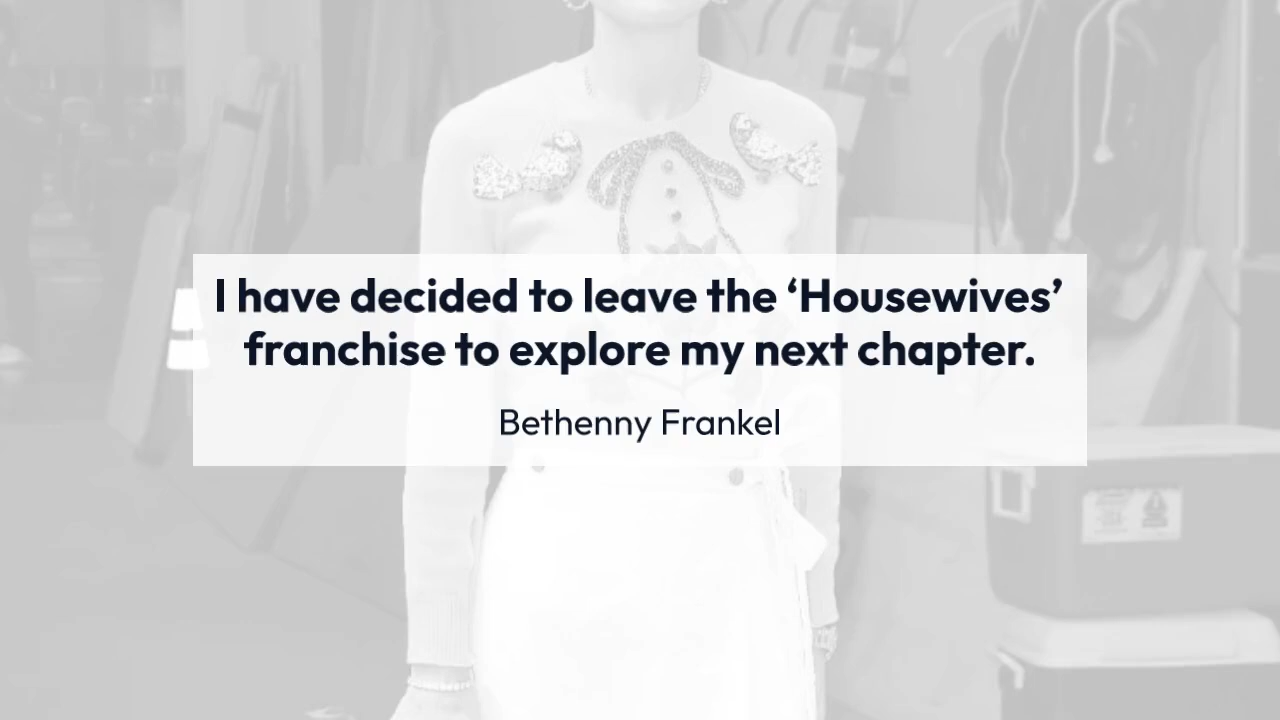 I have decided to leave the ‘Housewives’
franchise to explore my next chapter.
Bethenny Frankel